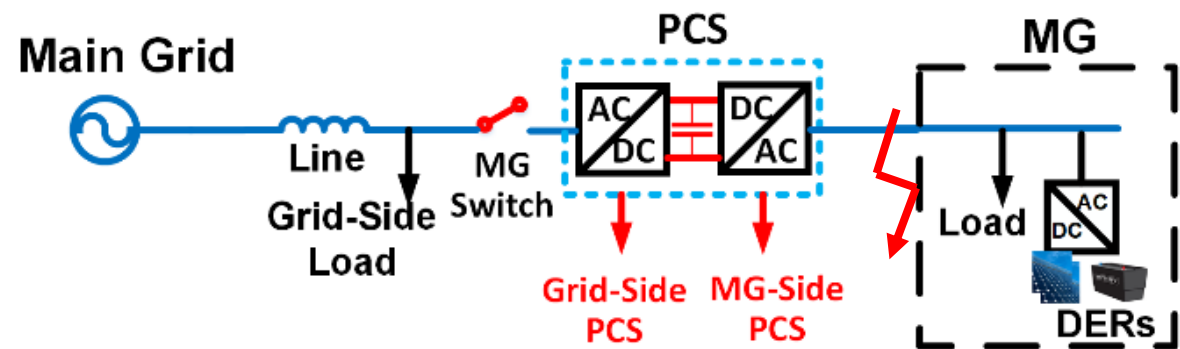 Main Grid
Line
Grid-Side
Load
MG
Switch
PCS
AC
DC
DC
AC
Grid-Side
PCS
MG-Side
PCS
MG
Load
AC
DC
DERs